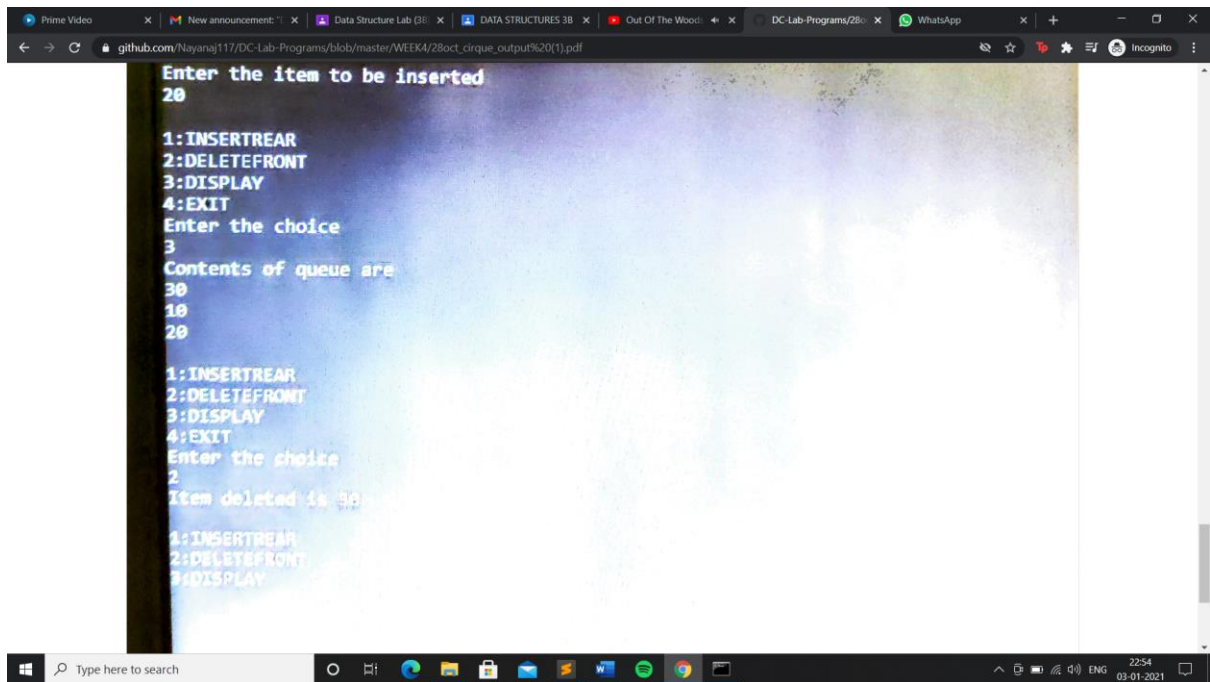 Prime Video
New announcement: "(
Data Structure Lab (3B
DATA STRUCTURES 3B
Out Of The Woods
DC-Lab-Programs/28o
WhatsApp
github.com/Nayanaj117/DC-Lab-Programs/blob/master/WEEK4/28oct_cirque_output%20(1).pdf
Tp
Incognito
Enter the item to be inserted
20
1:INSERTREAR
2:DELETEFRONT
3:DISPLAY
4:EXIT
Enter the choice
3
Contents of queue are
30
10
20
1:INSERTREAR
2:DELETEFRONT
3:DISPLAY
4:EXIT
Enter the choice
2
Item deleted is 30
1:INSERTREAR
2:DELETEFRONT
3:DISPLAY
Type here to search
ENG
22:54
03-01-2021